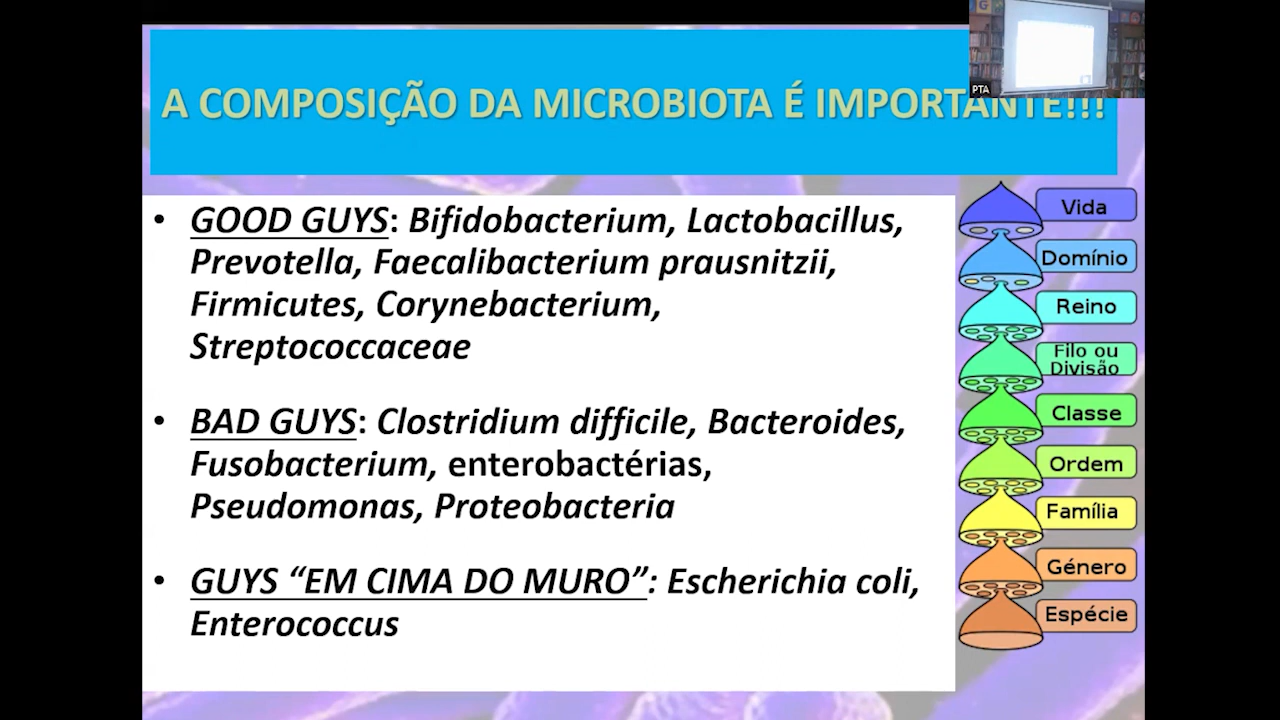 A COMPOSIÇÃO DA MICROBIOTA É IMPORTANTE!!!
PTA
• GOOD GUYS: Bifidobacterium, Lactobacillus,
Prevotella, Faecalibacterium prausnitzii,
Firmicutes, Corynebacterium,
Streptococcaceae
• BAD GUYS: Clostridium difficile, Bacteroides,
Fusobacterium, enterobactérias,
Pseudomonas, Proteobacteria
• GUYS “EM CIMA DO MURO”: Escherichia coli,
Enterococcus
Vida
Domínio
Reino
Filo ou
Divisão
Classe
Ordem
Família
Género
Espécie